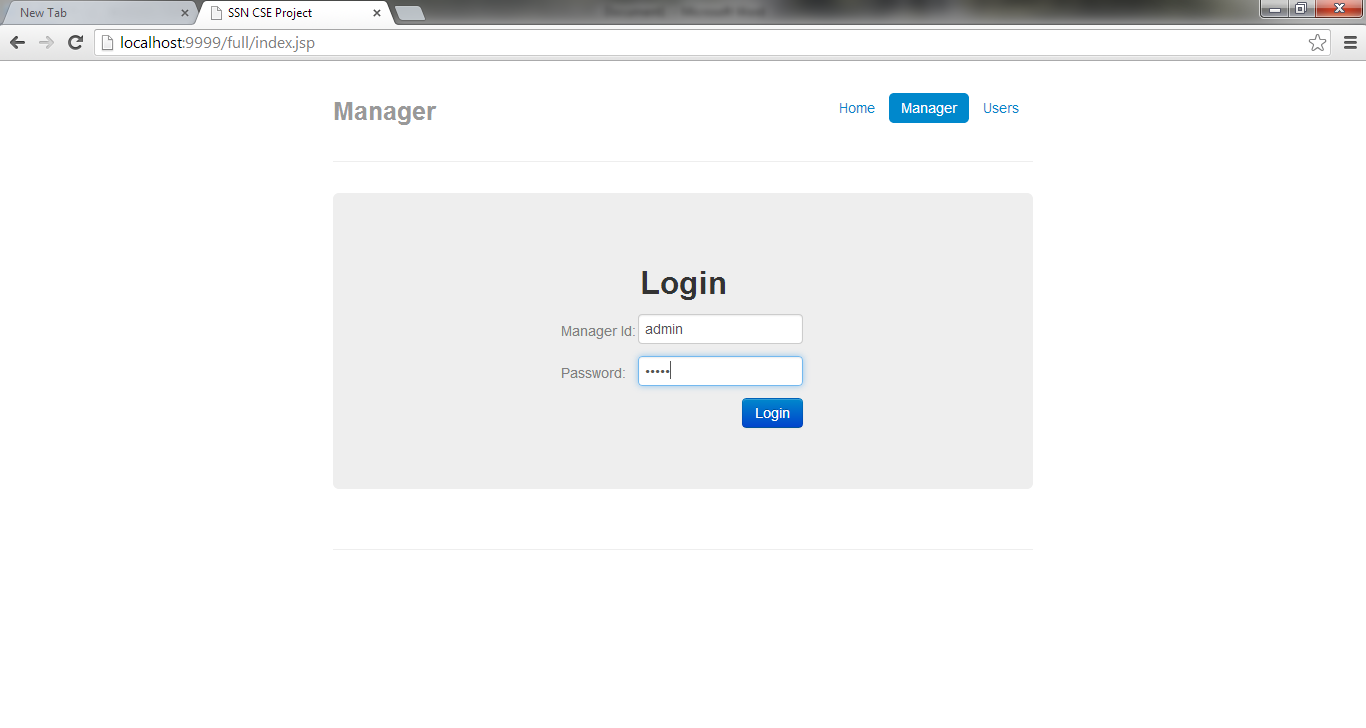 New Tab
SSN CSE Project
localhost:9999/full/index.jsp
Manager
Home
Manager
Users
Login
Manager Id:
admin
Password:
•••••
Login